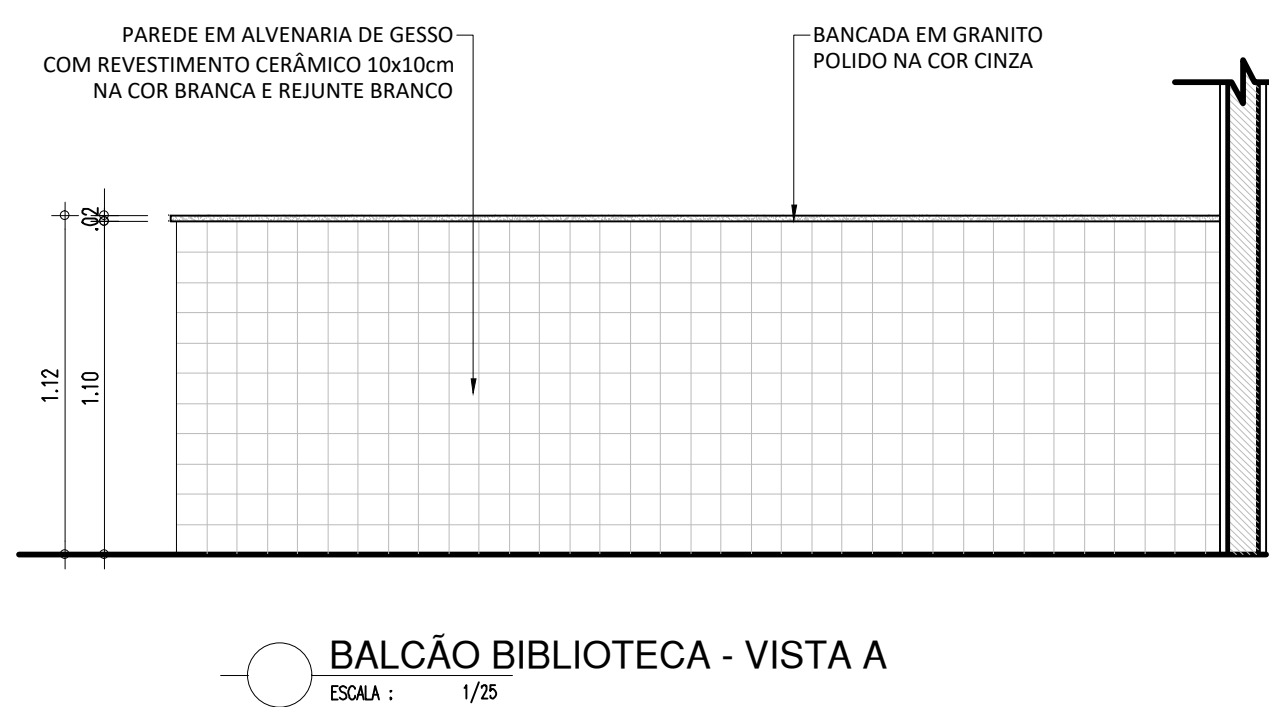 PAREDE EM ALVENARIA DE GESSO
COM REVESTIMENTO CERÂMICO 10x10cm
NA COR BRANCA E REJUNTE BRANCO
BANCADA EM GRANITO
POLIDO NA COR CINZA
.02
1.12
1.10
BALCÃO BIBLIOTECA - VISTA A
ESCALA : 1/25